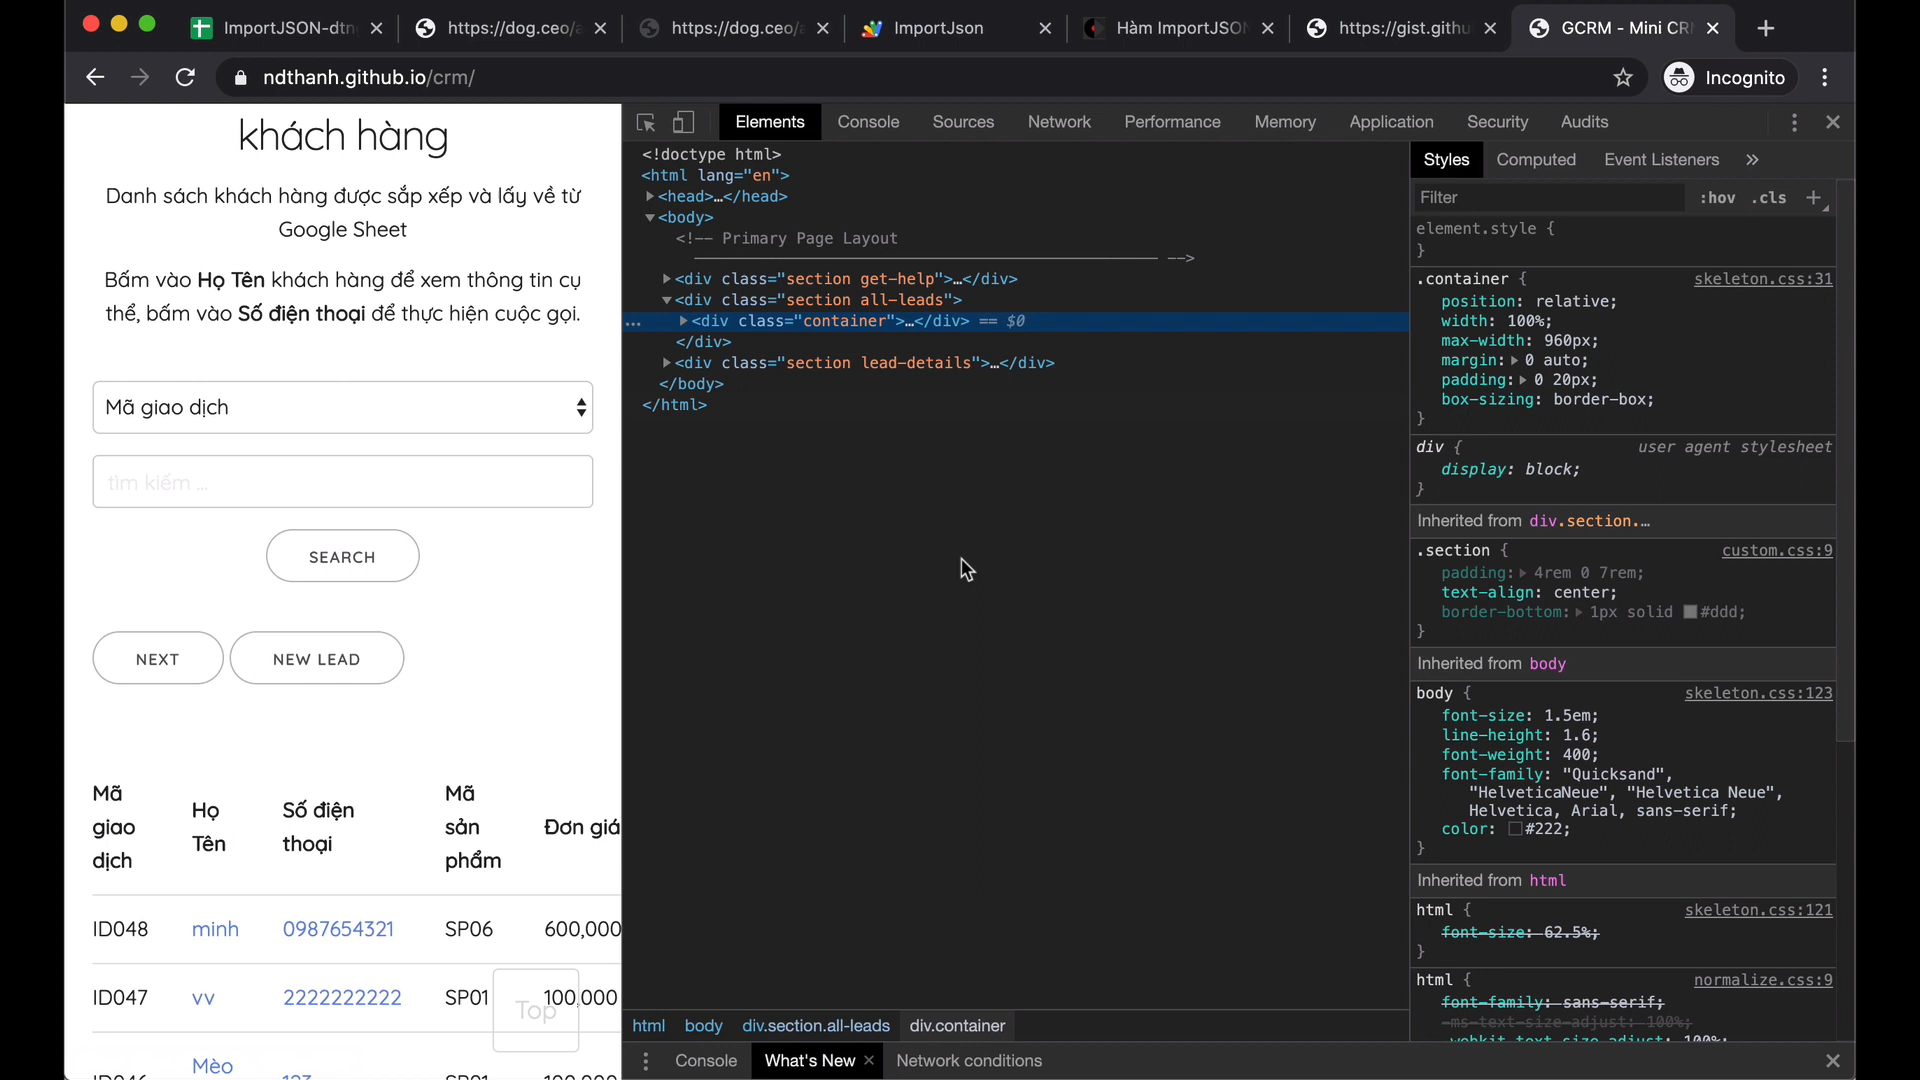 ImportJSON-dtn
https://dog.ceo/a
https://dog.ceo/a
ImportJson
Hàm ImportJSON
https://gist.githu
GCRM - Mini CR
ndthanh.github.io/crm/
Incognito
khách hàng
Danh sách khách hàng được sắp xếp và lấy về từ
Google Sheet
Bấm vào Họ Tên khách hàng để xem thông tin cụ
thể, bấm vào Số điện thoại để thực hiện cuộc gọi.
Mã giao dịch
tìm kiếm ...
SEARCH
NEXT
NEW LEAD
Mã giao dịch
Họ Tên
Số điện thoại
Mã sản phẩm
Đơn giá
ID048 minh 0987654321 SP06 600,000
ID047 vv 2222222222 SP01 100,000
Top
Mèo
ID046 123 SP01 100,000
Elements Console Sources Network Performance Memory Application Security Audits
<!doctype html>
<html lang="en">
<head>…</head>
<body>
<!-- Primary Page Layout
–––––––––––––––––––––––––––––––––––––––––––––––––– -->
<div class="section get-help">…</div>
<div class="section all-leads">
… <div class="container">…</div> == $0
</div>
<div class="section lead-details">…</div>
</body>
</html>
html body div.section.all-leads div.container
Console What's New Network conditions
Styles Computed Event Listeners »
Filter :hov .cls +
element.style {
}
.container { skeleton.css:31
position: relative;
width: 100%;
max-width: 960px;
margin: 0 auto;
padding: 0 20px;
box-sizing: border-box;
}
div { user agent stylesheet
display: block;
}
Inherited from div.section.…
.section { custom.css:9
padding: 4rem 0 7rem;
text-align: center;
border-bottom: 1px solid #ddd;
}
Inherited from body
body { skeleton.css:123
font-size: 1.5em;
line-height: 1.6;
font-weight: 400;
font-family: "Quicksand",
"HelveticaNeue", "Helvetica Neue",
Helvetica, Arial, sans-serif;
color: #222;
}
Inherited from html
html { skeleton.css:121
font-size: 62.5%;
}
html { normalize.css:9
font-family: sans-serif;
-ms-text-size-adjust: 100%;
-webkit-text-size-adjust: 100%;